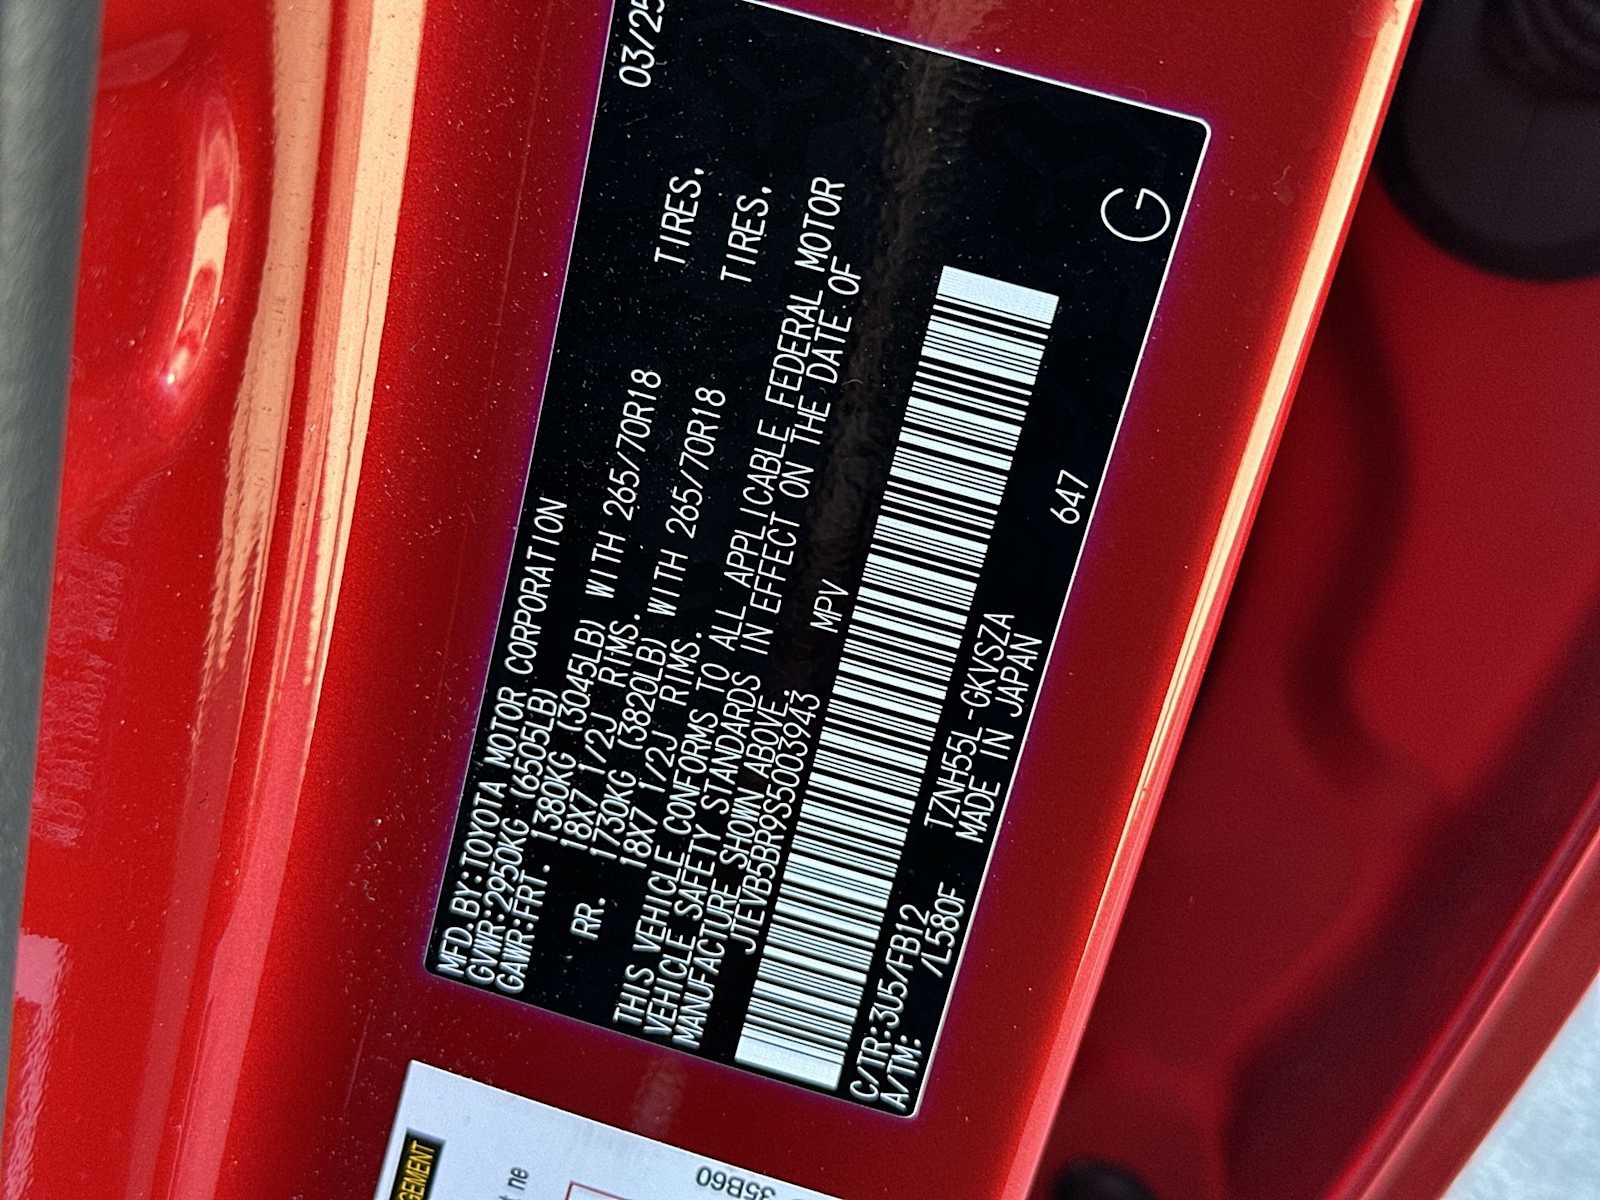 03/25
MFD.BY:TOYOTA MOTOR CORPORATION
GVWR:2950KG (6505LB)
GAWR:FRT. 1380KG (3045LB) WITH 265/70R18 TIRES,
18X7 1/2J RIMS.
RR. 1730KG (3820LB) WITH 265/70R18 TIRES,
18X7 1/2J RIMS.
THIS VEHICLE CONFORMS TO ALL APPLICABLE FEDERAL MOTOR
VEHICLE SAFETY STANDARDS IN EFFECT ON THE DATE OF
MANUFACTURE SHOWN ABOVE.
JTEVB5BR9S5003943 MPV
G
647
C/TR:305/FB12 TZNH55L-GKVSZA
A/TM: /L580F MADE IN JAPAN
GEMENT
ne
35B60